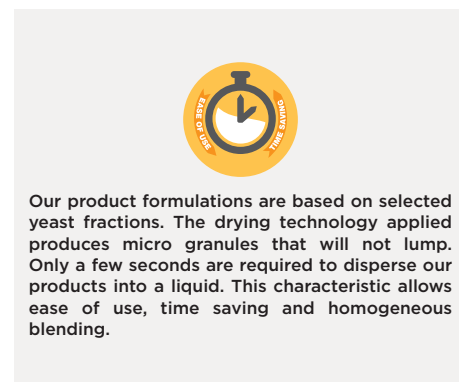 EASE OF USE
TIME SAVING
Our product formulations are based on selected
yeast fractions. The drying technology applied
produces micro granules that will not lump.
Only a few seconds are required to disperse our
products into a liquid. This characteristic allows
ease of use, time saving and homogeneous
blending.